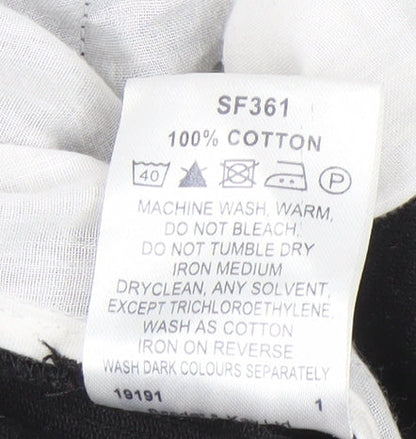 SF361
100% COTTON
40 P
MACHINE WASH, WARM,
DO NOT BLEACH,
DO NOT TUMBLE DRY
IRON MEDIUM
DRYCLEAN, ANY SOLVENT,
EXCEPT TRICHLOROETHYLENE,
WASH AS COTTON
IRON ON REVERSE
WASH DARK COLOURS SEPARATELY
19191 1